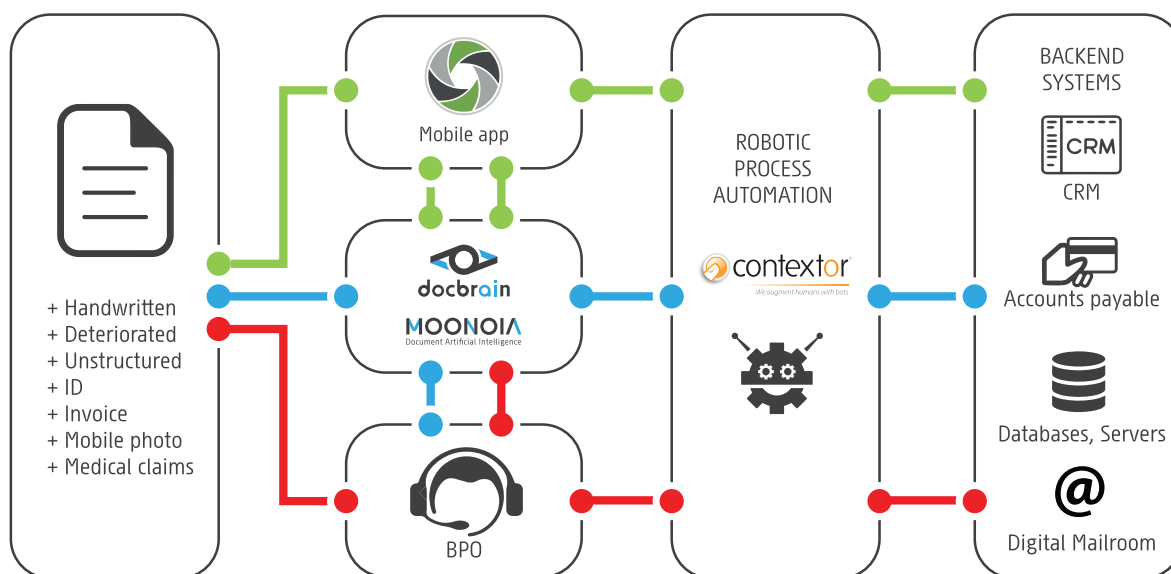 + Handwritten
+ Deteriorated
+ Unstructured
+ ID
+ Invoice
+ Mobile photo
+ Medical claims
Mobile app
docbrain
MOONOIA
Document Artificial Intelligence
BPO
ROBOTIC
PROCESS
AUTOMATION
contextor
We augment humans with bots
BACKEND
SYSTEMS
CRM
CRM
Accounts payable
Databases, Servers
@
Digital Mailroom